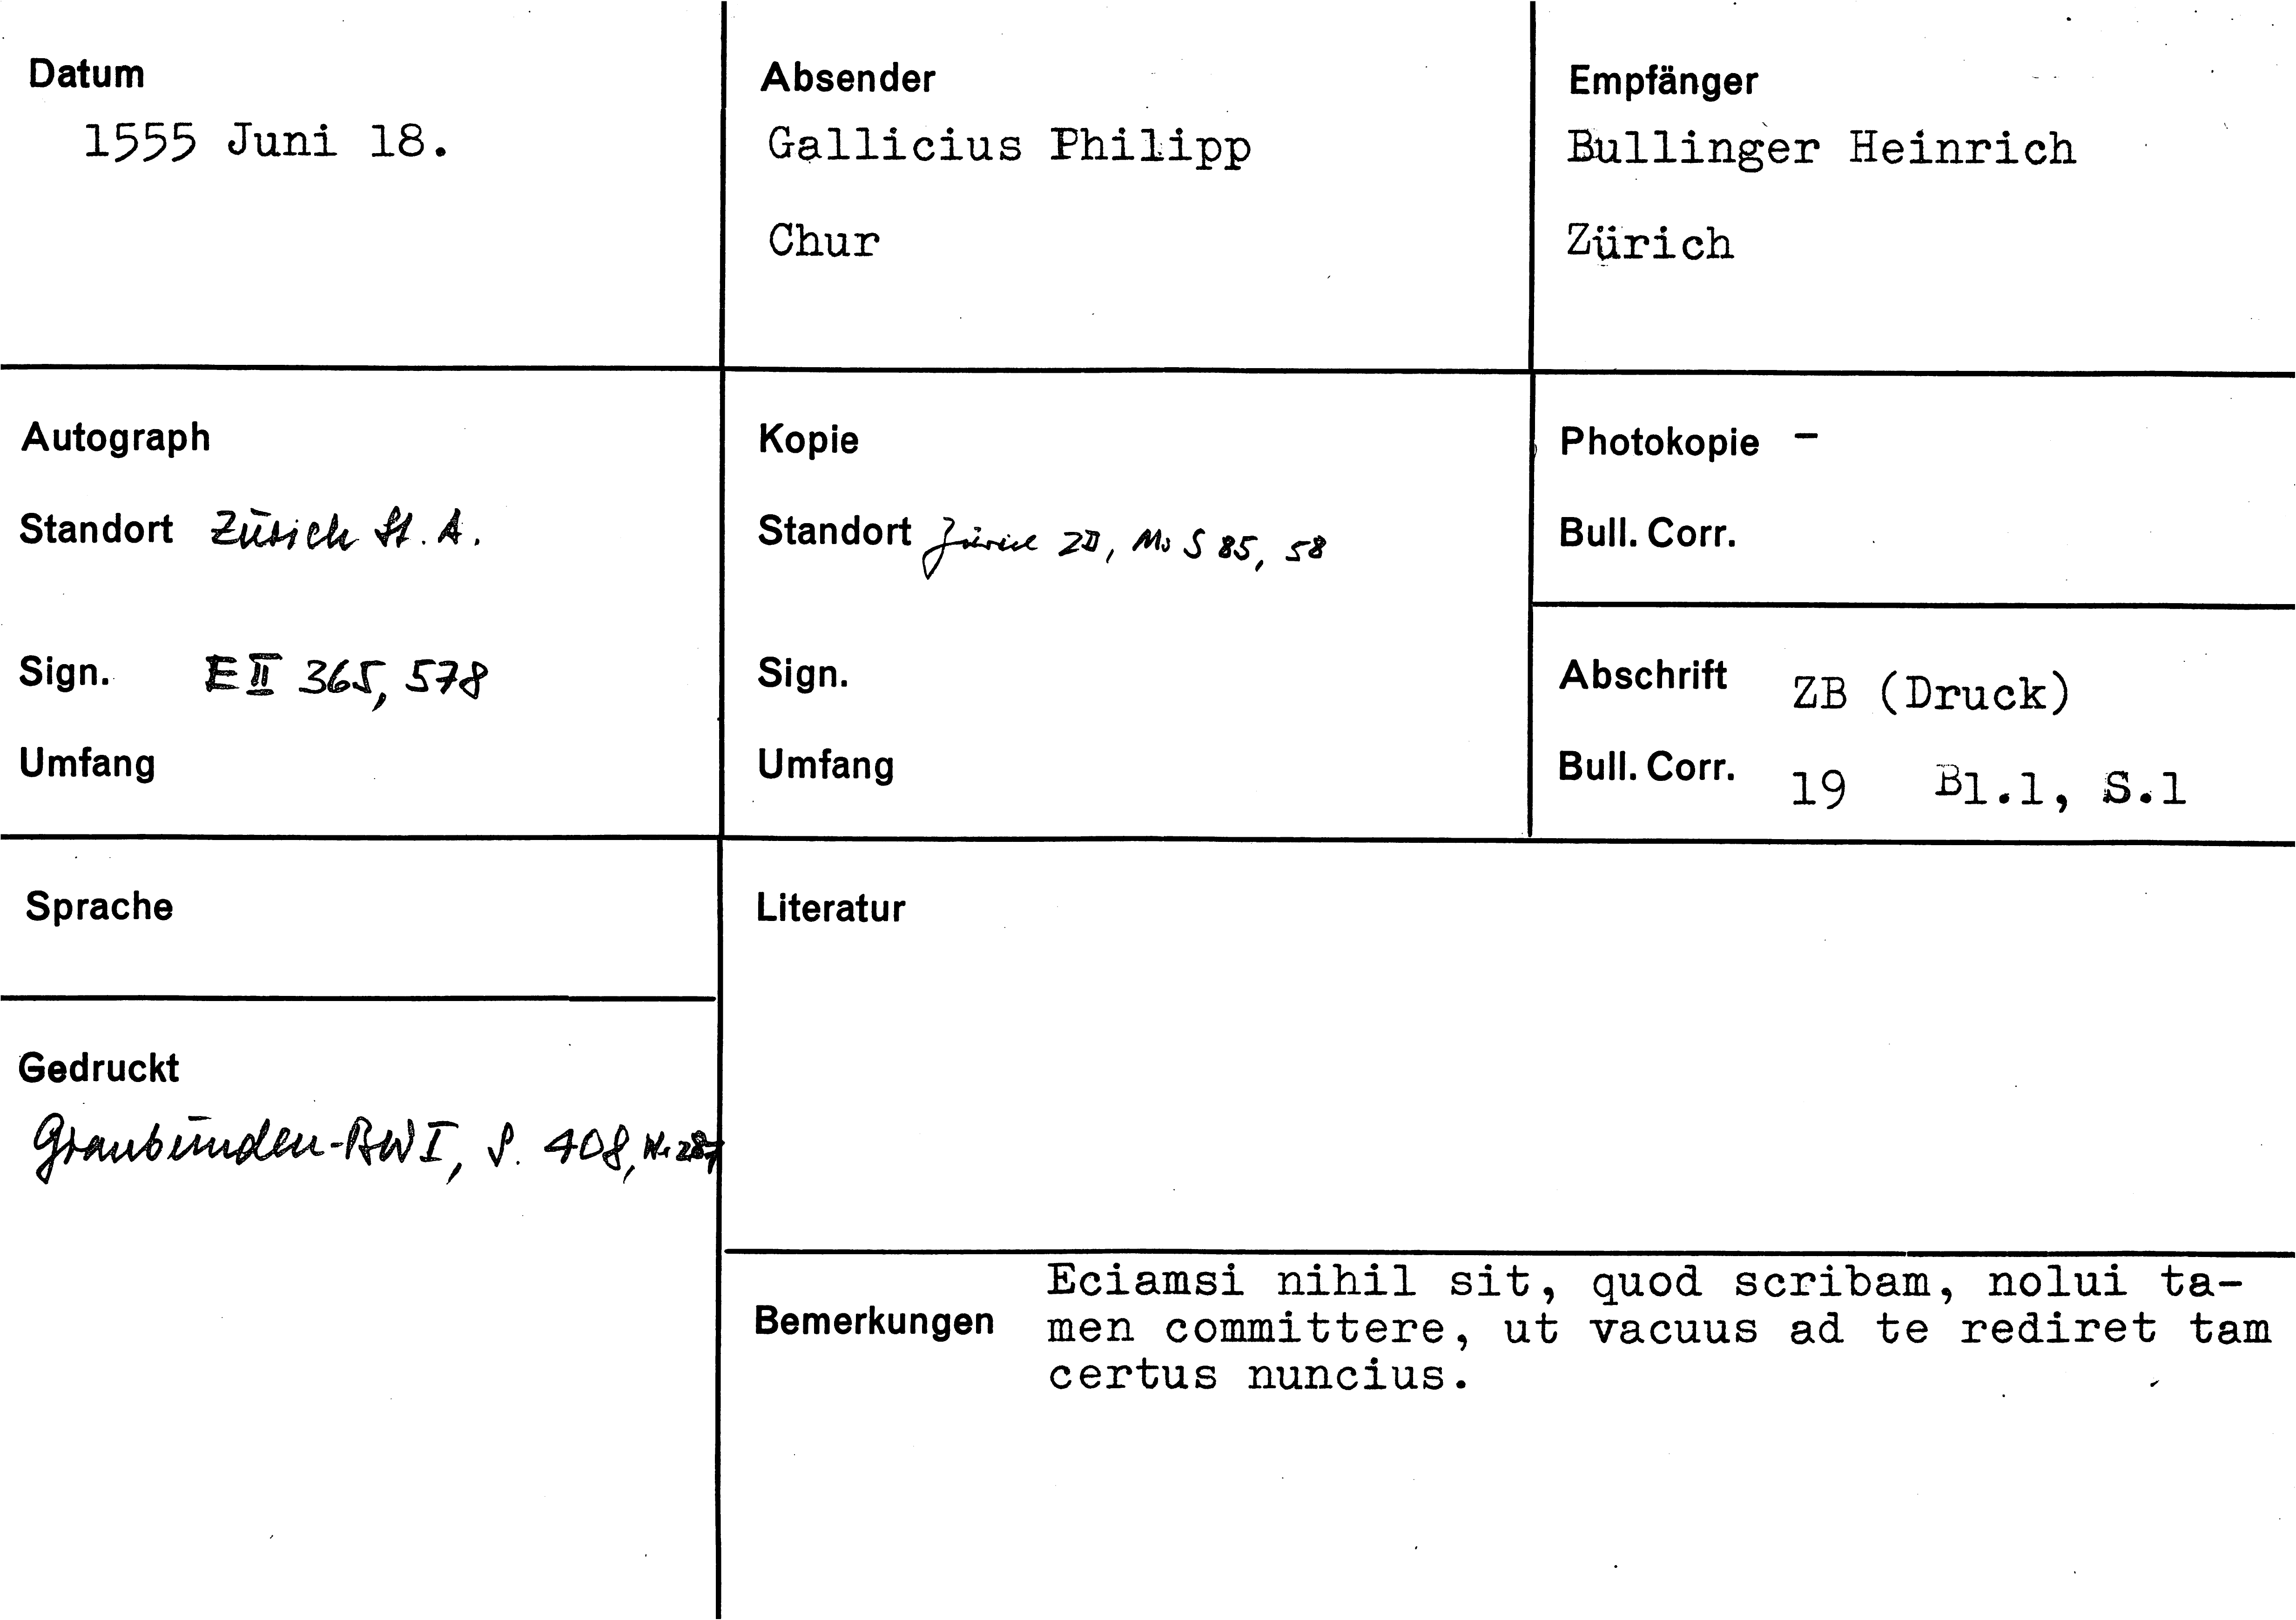 Datum
1555 Juni 18.
Absender
Gallicius Philipp
Chur
Empfänger
Bullinger Heinrich
Zürich
Autograph
Standort Zürich St. A.
Sign. E II 365, 578
Umfang
Kopie
Standort Zürich ZB, Ms S 85, 58
Sign.
Umfang
Photokopie -
Bull. Corr.
Abschrift ZB (Druck)
Bull. Corr. 19 Bl.1, S.1
Sprache
Gedruckt
Graubünden-BW I, S. 408, Nr 287
Literatur
Bemerkungen
Eciamsi nihil sit, quod scribam, nolui ta-
men committere, ut vacuus ad te rediret tam
certus nuncius.